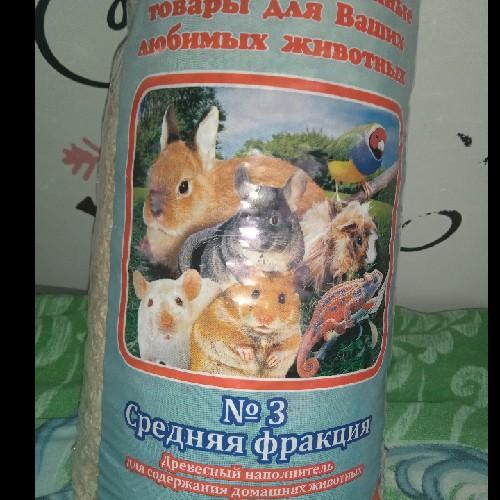 товары для Ваших
любимых животных
№ 3
Средняя фракция
Древесный наполнитель
для содержания домашних животных